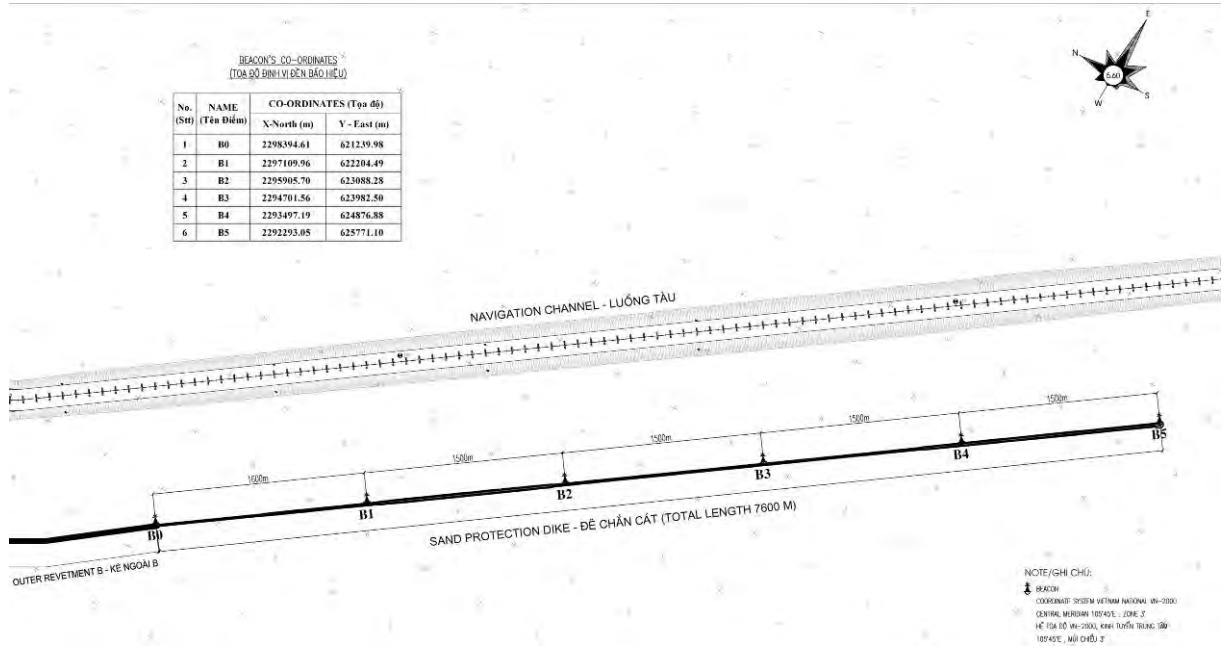 BEACON'S CO-ORDINATES
(TỌA ĐỘ ĐỊNH VỊ ĐÈN BÁO HIỆU)
No. (Stt) NAME (Tên Điểm) CO-ORDINATES (Tọa độ)
X-North (m) Y - East (m)
1 B0 2298394.61 621239.98
2 B1 2297109.96 622204.49
3 B2 2295905.70 623088.28
4 B3 2294701.56 623982.50
5 B4 2293497.19 624876.88
6 B5 2292293.05 625771.10
E
N
5.60
W
S
NAVIGATION CHANNEL - LUỒNG TÀU
1600m
1500m
1500m
1500m
1500m
B0
B1
B2
B3
B4
B5
SAND PROTECTION DIKE - ĐÊ CHẮN CÁT (TOTAL LENGTH 7600 M)
OUTER REVETMENT B - KÈ NGOÀI B
NOTE/GHI CHÚ:
BEACON
COORDINATE SYSTEM VIETNAM NATIONAL VN-2000
CENTRAL MERIDIAN 105°45'E ; ZONE 3°
HỆ TỌA ĐỘ VN-2000, KINH TUYẾN TRUNG TÂM
105°45'E , MÚI CHIẾU 3°